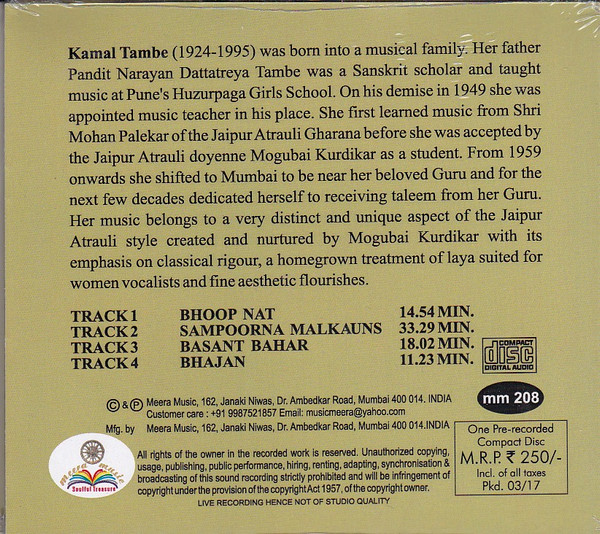 Kamal Tambe (1924-1995) was born into a musical family. Her father
Pandit Narayan Dattatreya Tambe was a Sanskrit scholar and taught
music at Pune's Huzurpaga Girls School. On his demise in 1949 she was
appointed music teacher in his place. She first learned music from Shri
Mohan Palekar of the Jaipur Atrauli Gharana before she was accepted by
the Jaipur Atrauli doyenne Mogubai Kurdikar as a student. From 1959
onwards she shifted to Mumbai to be near her beloved Guru and for the
next few decades dedicated herself to receiving taleem from her Guru.
Her music belongs to a very distinct and unique aspect of the Jaipur
Atrauli style created and nurtured by Mogubai Kurdikar with its
emphasis on classical rigour, a homegrown treatment of laya suited for
women vocalists and fine aesthetic flourishes.
TRACK 1 BHOOP NAT 14.54 MIN.
TRACK 2 SAMPOORNA MALKAUNS 33.29 MIN.
TRACK 3 BASANT BAHAR 18.02 MIN.
TRACK 4 BHAJAN 11.23 MIN.
COMPACT
disc
DIGITAL AUDIO
© & ℗ Meera Music, 162, Janaki Niwas, Dr. Ambedkar Road, Mumbai 400 014. INDIA
Customer care : +91 9987521857 Email: musicmeera@yahoo.com
Mfg. by Meera Music, 162, Janaki Niwas, Dr. Ambedkar Road, Mumbai 400 014. INDIA
mm 208
meera music
Soulful treasure
All rights of the owner in the recorded work is reserved. Unauthorized copying,
usage, publishing, public performance, hiring, renting, adapting, synchronisation &
broadcasting of this sound recording strictly prohibited and will be infringement of
copyright under the provision of the copyright Act 1957, of the copyright owner.
LIVE RECORDING HENCE NOT OF STUDIO QUALITY
One Pre-recorded
Compact Disc
M.R.P. ₹ 250/-
Incl. of all taxes
Pkd. 03/17